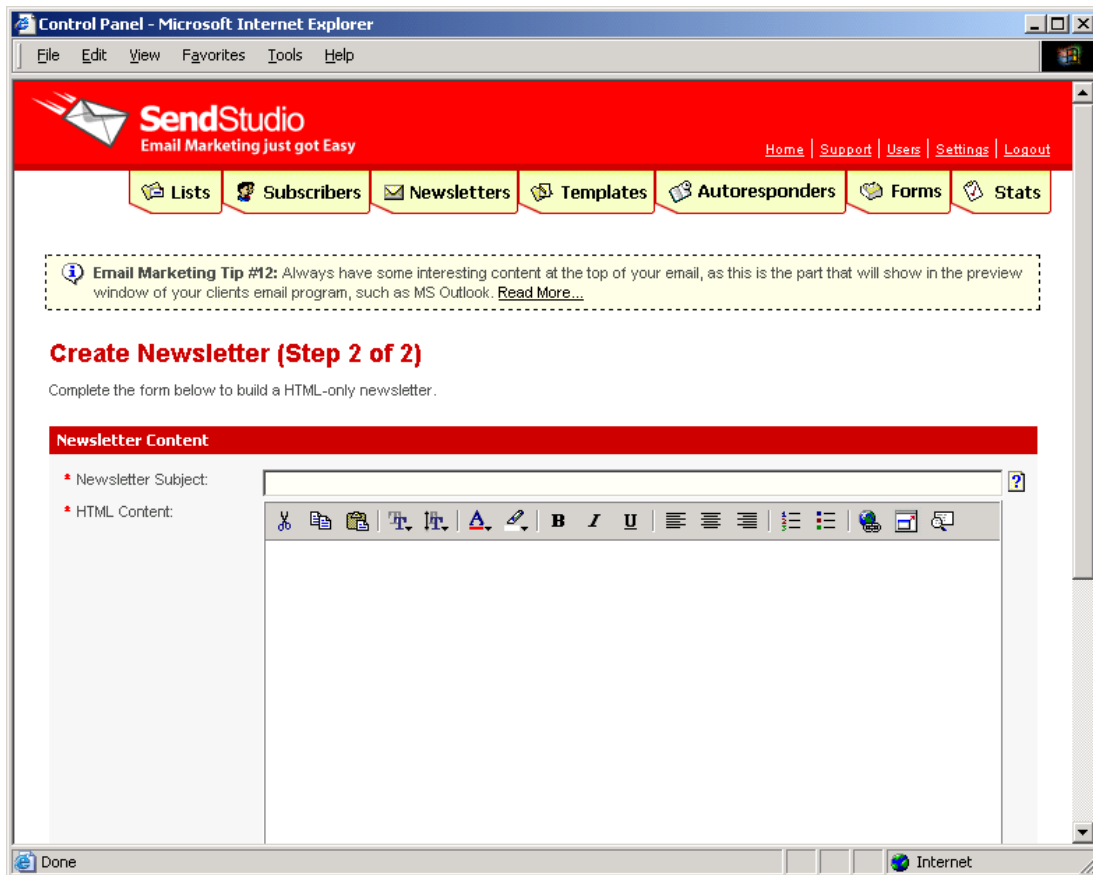 Control Panel - Microsoft Internet Explorer
File Edit View Favorites Tools Help
SendStudio
Email Marketing just got Easy
Home | Support | Users | Settings | Logout
Lists Subscribers Newsletters Templates Autoresponders Forms Stats
Email Marketing Tip #12: Always have some interesting content at the top of your email, as this is the part that will show in the preview
window of your clients email program, such as MS Outlook. Read More...
Create Newsletter (Step 2 of 2)
Complete the form below to build a HTML-only newsletter.
Newsletter Content
* Newsletter Subject:
* HTML Content:
B I U
Done Internet